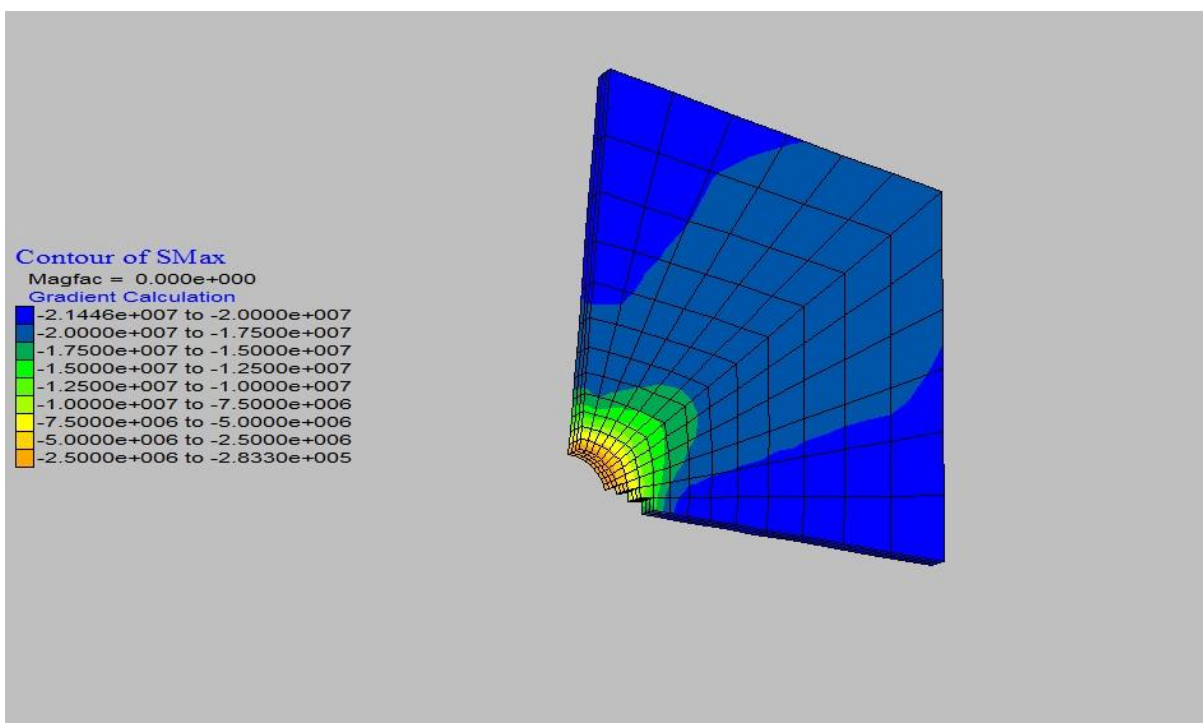 Contour of SMax
Magfac = 0.000e+000
Gradient Calculation
-2.1446e+007 to -2.0000e+007
-2.0000e+007 to -1.7500e+007
-1.7500e+007 to -1.5000e+007
-1.5000e+007 to -1.2500e+007
-1.2500e+007 to -1.0000e+007
-1.0000e+007 to -7.5000e+006
-7.5000e+006 to -5.0000e+006
-5.0000e+006 to -2.5000e+006
-2.5000e+006 to -2.8330e+005